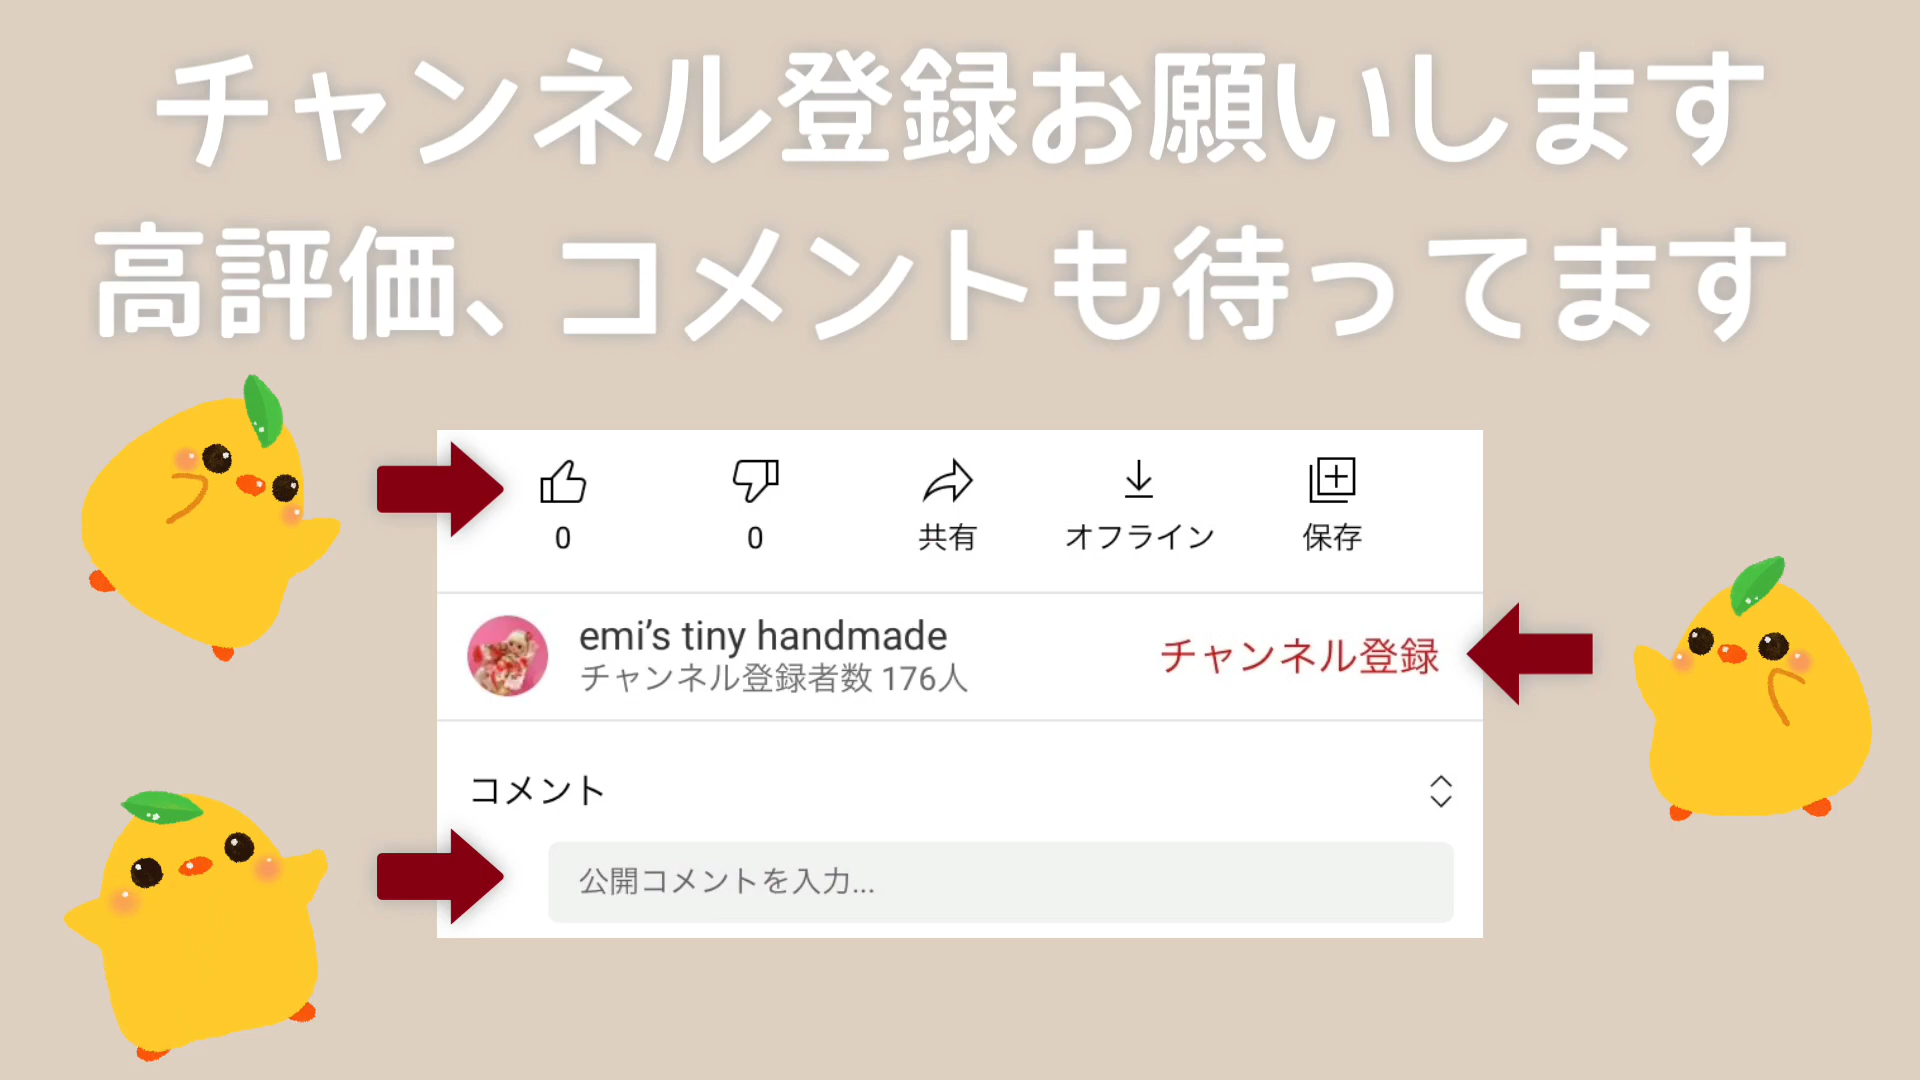 チャンネル登録お願いします
高評価、コメントも待ってます
0 0 共有 オフライン 保存
emi’s tiny handmade
チャンネル登録者数 176人
チャンネル登録
コメント
公開コメントを入力...